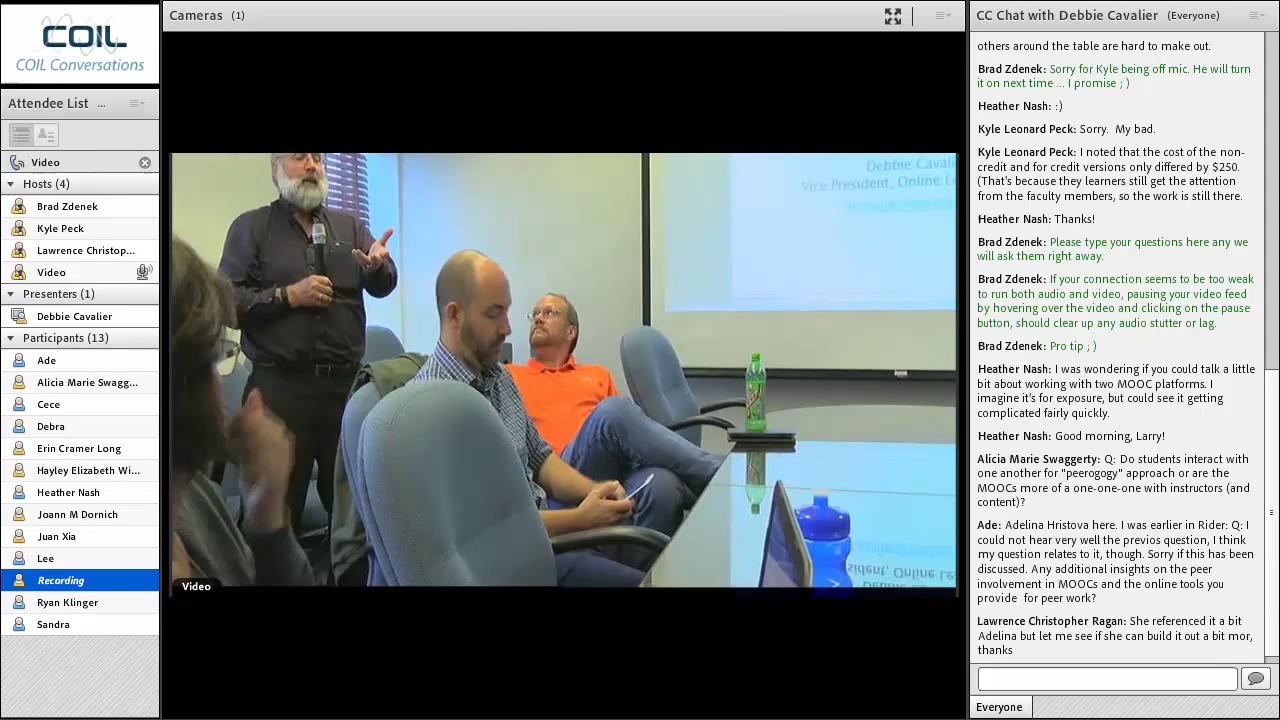 COIL
COIL Conversations
Attendee List ...
Video
Hosts (4)
Brad Zdenek
Kyle Peck
Lawrence Christop...
Video
Presenters (1)
Debbie Cavalier
Participants (13)
Ade
Alicia Marie Swagg...
Cece
Debra
Erin Cramer Long
Hayley Elizabeth Wi...
Heather Nash
Joann M Dornich
Juan Xia
Lee
Recording
Ryan Klinger
Sandra
Cameras (1)
Debbie Cavali
Vice President, Online L
Video
CC Chat with Debbie Cavalier (Everyone)
others around the table are hard to make out.
Brad Zdenek: Sorry for Kyle being off mic. He will turn
it on next time ... I promise ; )
Heather Nash: :)
Kyle Leonard Peck: Sorry. My bad
Kyle Leonard Peck: I noted that the cost of the non-
credit and for credit versions only differed by $250.
(That's because they learners still get the attention
from the faculty members, so the work is still there.
Heather Nash: Thanks!
Brad Zdenek: Please type your questions here any we
will ask them right away.
Brad Zdenek: If your connection seems to be too weak
to run both audio and video, pausing your video feed
by hovering over the video and clicking on the pause
button, should clear up any audio stutter or lag.
Brad Zdenek: Pro tip ; )
Heather Nash: I was wondering if you could talk a little
bit about working with two MOOC platforms. I
imagine it's for exposure, but could see it getting
complicated fairly quickly.
Heather Nash: Good morning, Larry!
Alicia Marie Swaggerty: Q: Do students interact with
one another for "peerogogy" approach or are the
MOOCs more of a one-one-one with instructors (and
content)?
Ade: Adelina Hristova here. I was earlier in Rider: Q: I
could not hear very well the previos question, I think
my question relates to it, though. Sorry if this has been
discussed. Any additional insights on the peer
involvement in MOOCs and the online tools you
provide for peer work?
Lawrence Christopher Ragan: She referenced it a bit
Adelina but let me see if she can build it out a bit mor,
thanks
Everyone